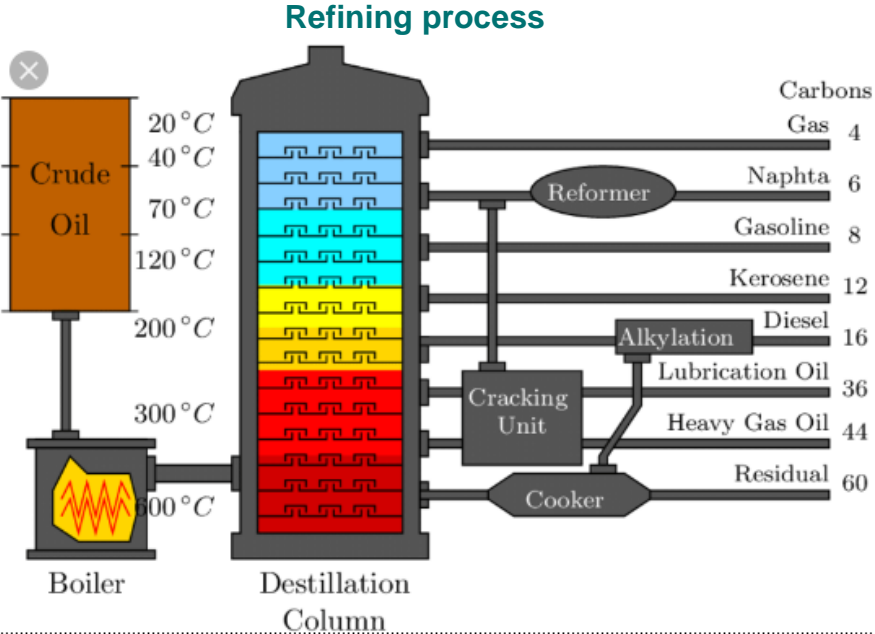 Refining process
Carbons
20 °C
Gas 4
40 °C
Crude
Oil
Naphta 6
Reformer
70 °C
Gasoline 8
120 °C
Kerosene 12
200 °C
Diesel 16
Alkylation
Lubrication Oil 36
Cracking
Unit
300 °C
Heavy Gas Oil 44
Residual 60
Cooker
600 °C
Boiler
Destillation
Column